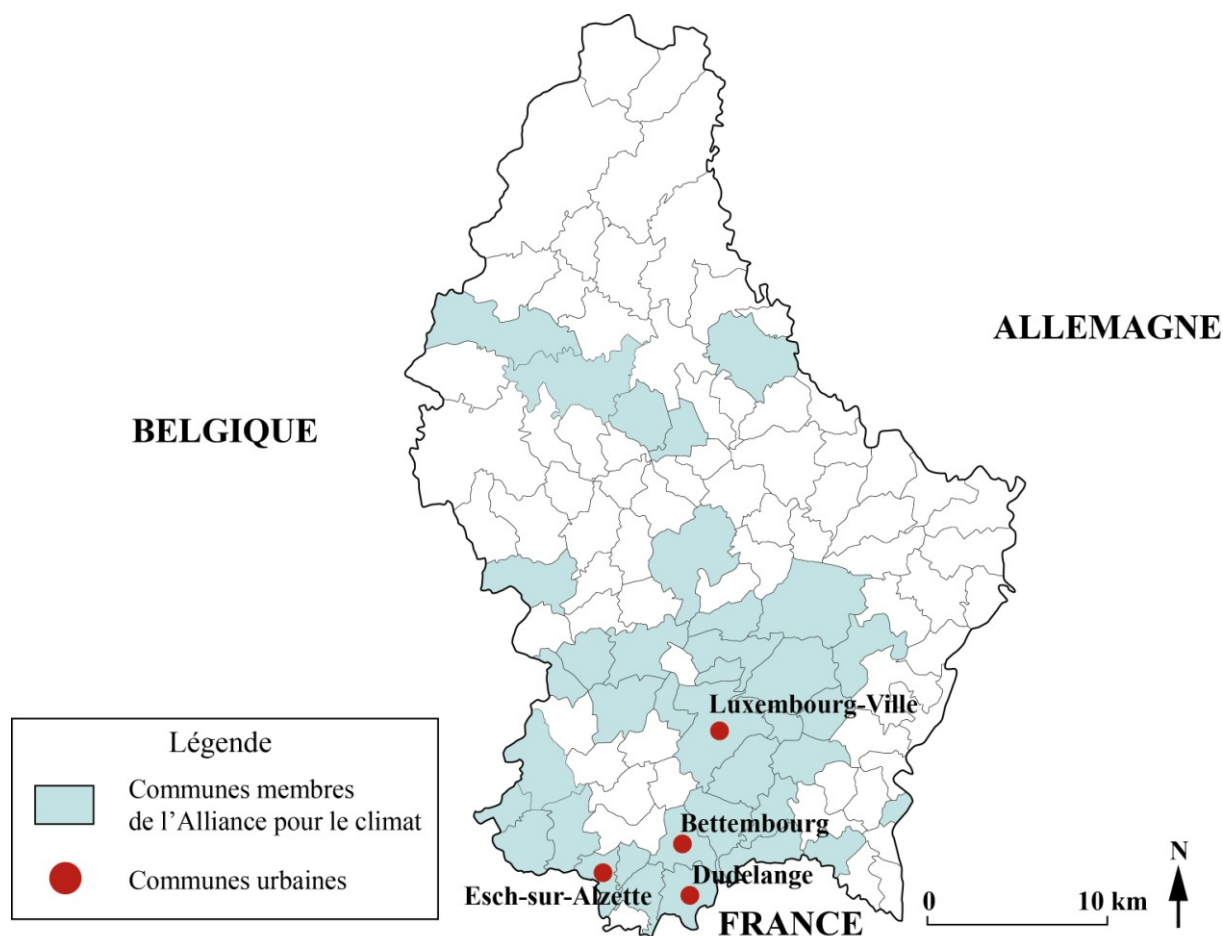 ALLEMAGNE
BELGIQUE
Luxembourg-Ville
Légende
Communes membres
de l’Alliance pour le climat
Communes urbaines
Bettembourg
Esch-sur-Alzette
Dudelange
FRANCE
N
0 10 km